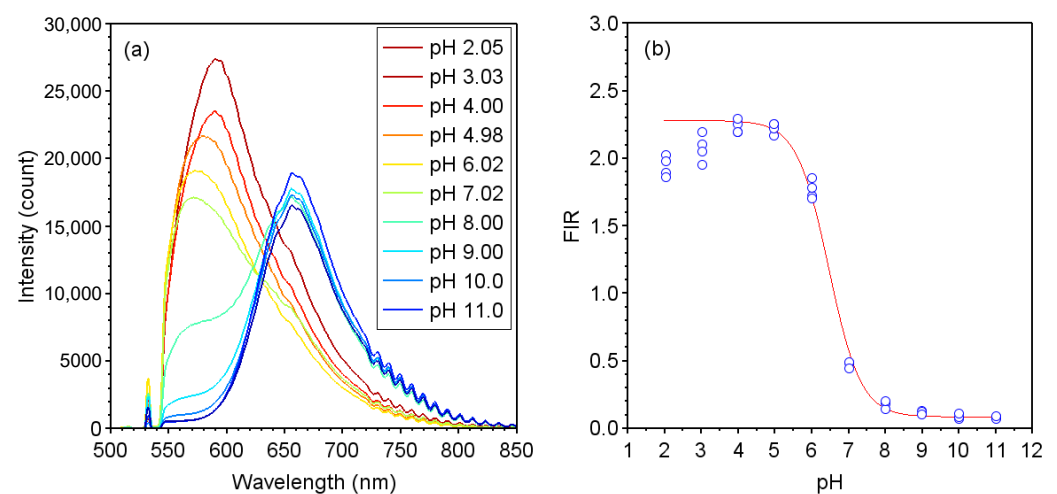 30,000
25,000
20,000
15,000
10,000
5000
0
Intensity (count)
(a)
pH 2.05
pH 3.03
pH 4.00
pH 4.98
pH 6.02
pH 7.02
pH 8.00
pH 9.00
pH 10.0
pH 11.0
500 550 600 650 700 750 800 850
Wavelength (nm)
3.0
2.5
2.0
1.5
1.0
0.5
0.0
FIR
(b)
1 2 3 4 5 6 7 8 9 10 11 12
pH